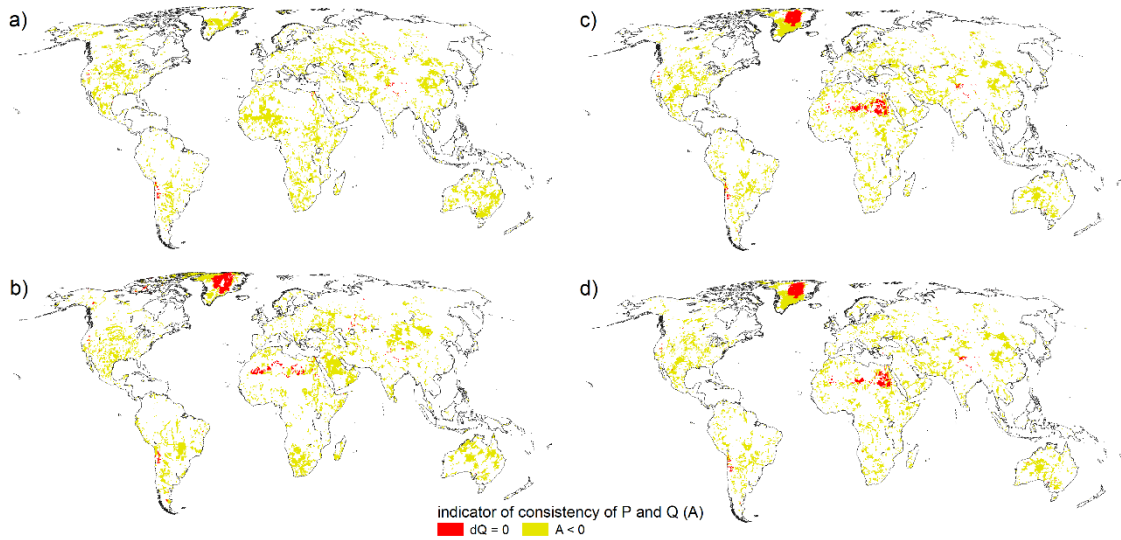 a)
c)
b)
d)
indicator of consistency of P and Q (A)
dQ = 0 A < 0